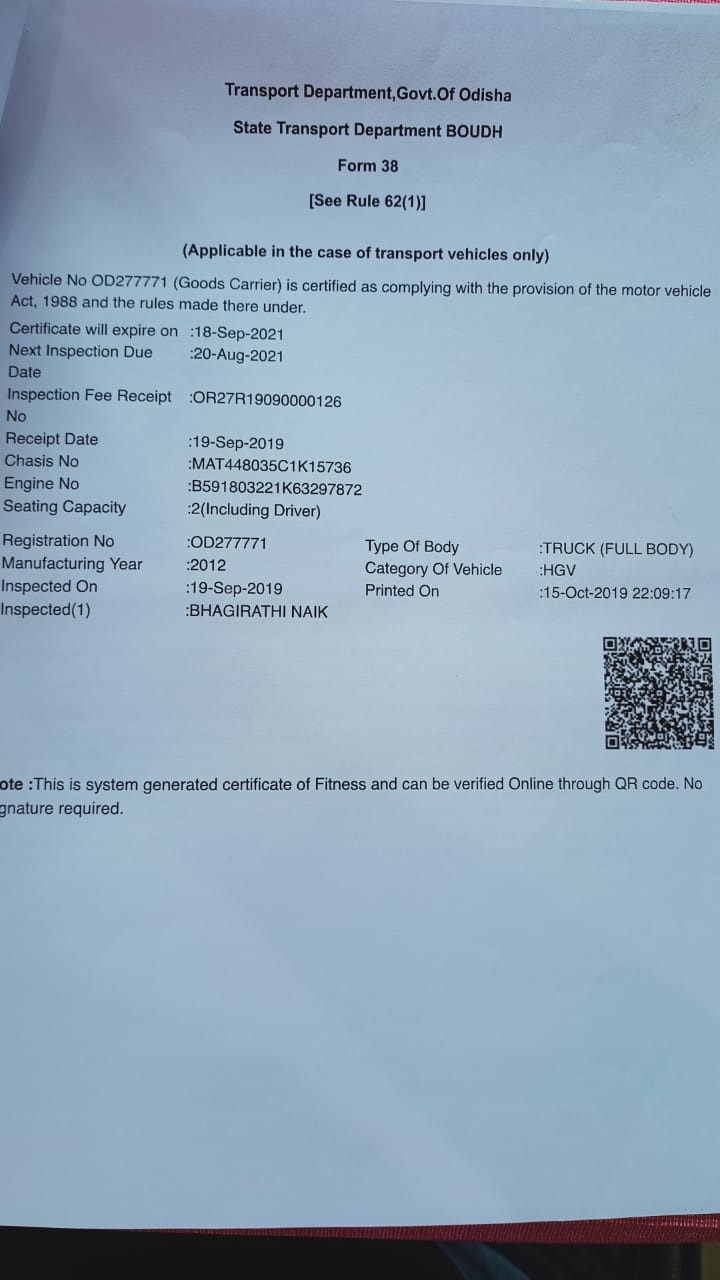 Transport Department,Govt.Of Odisha
State Transport Department BOUDH
Form 38
[See Rule 62(1)]
(Applicable in the case of transport vehicles only)
Vehicle No OD277771 (Goods Carrier) is certified as complying with the provision of the motor vehicle
Act, 1988 and the rules made there under.
Certificate will expire on :18-Sep-2021
Next Inspection Due :20-Aug-2021
Date
Inspection Fee Receipt :OR27R19090000126
No
Receipt Date :19-Sep-2019
Chasis No :MAT448035C1K15736
Engine No :B591803221K63297872
Seating Capacity :2(Including Driver)
Registration No :OD277771 Type Of Body :TRUCK (FULL BODY)
Manufacturing Year :2012 Category Of Vehicle :HGV
Inspected On :19-Sep-2019 Printed On :15-Oct-2019 22:09:17
Inspected(1) :BHAGIRATHI NAIK
ote :This is system generated certificate of Fitness and can be verified Online through QR code. No
gnature required.